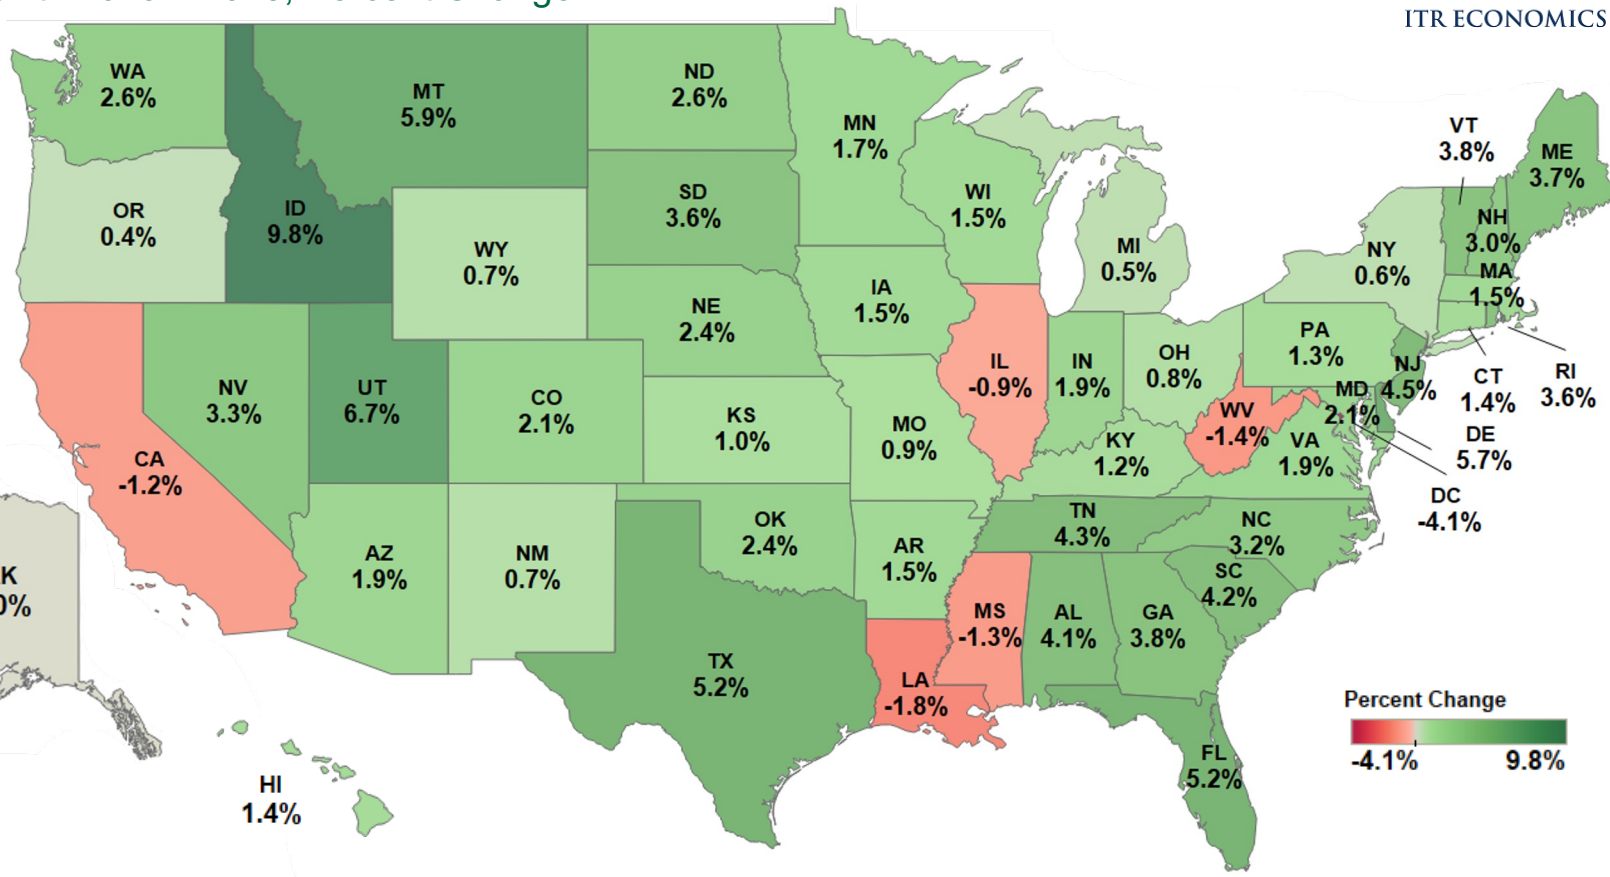 ITR ECONOMICS
WA
2.6%
MT
5.9%
ND
2.6%
MN
1.7%
VT
3.8%
ME
3.7%
OR
0.4%
ID
9.8%
WY
0.7%
SD
3.6%
WI
1.5%
MI
0.5%
NY
0.6%
NH
3.0%
MA
1.5%
NE
2.4%
IA
1.5%
PA
1.3%
NJ
4.5%
CT
1.4%
RI
3.6%
NV
3.3%
UT
6.7%
CO
2.1%
KS
1.0%
MO
0.9%
IL
-0.9%
IN
1.9%
OH
0.8%
WV
-1.4%
MD
2.1%
VA
1.9%
DE
5.7%
DC
-4.1%
CA
-1.2%
KY
1.2%
TN
4.3%
NC
3.2%
SC
4.2%
AZ
1.9%
NM
0.7%
OK
2.4%
AR
1.5%
MS
-1.3%
AL
4.1%
GA
3.8%
TX
5.2%
LA
-1.8%
FL
5.2%
HI
1.4%
Percent Change
-4.1%
9.8%